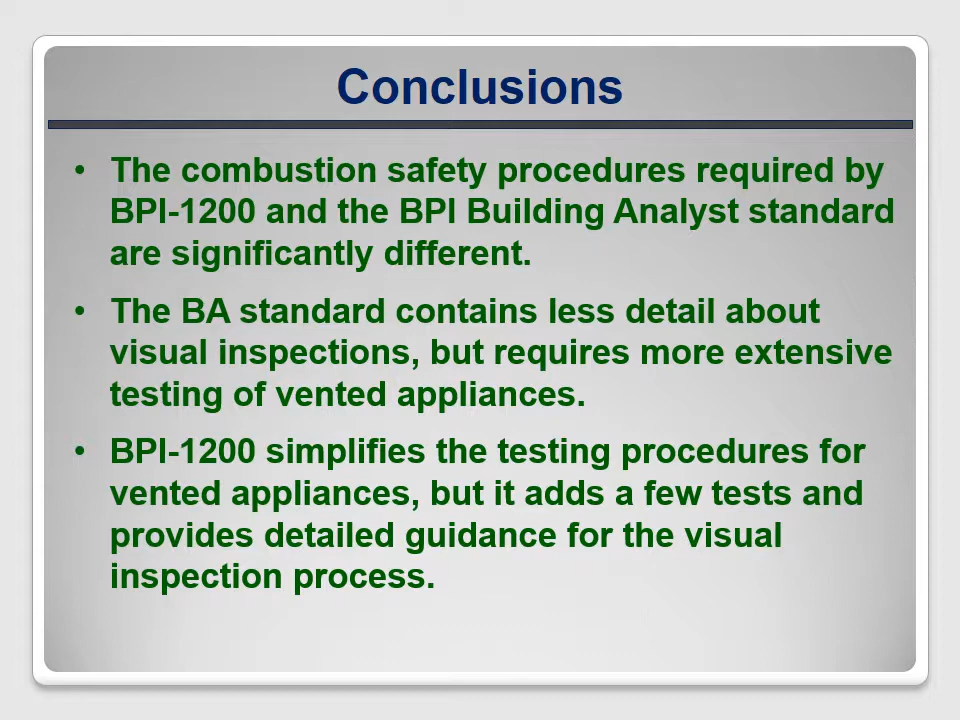 Conclusions
• The combustion safety procedures required by
BPI-1200 and the BPI Building Analyst standard
are significantly different.
• The BA standard contains less detail about
visual inspections, but requires more extensive
testing of vented appliances.
• BPI-1200 simplifies the testing procedures for
vented appliances, but it adds a few tests and
provides detailed guidance for the visual
inspection process.